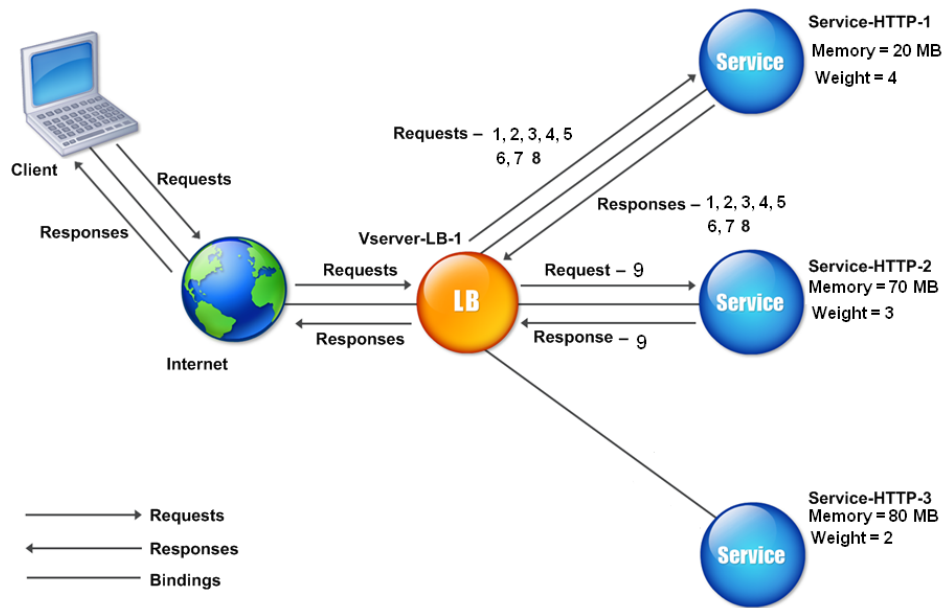 Service-HTTP-1
Memory = 20 MB
Weight = 4
Service
Requests – 1, 2, 3, 4, 5
6, 7 8
Client
Requests
Responses
Responses – 1, 2, 3, 4, 5
6, 7 8
Vserver-LB-1
Service-HTTP-2
Memory = 70 MB
Weight = 3
Requests
LB
Request – 9
Service
Responses
Response – 9
Internet
Service-HTTP-3
Memory = 80 MB
Weight = 2
Service
Requests
Responses
Bindings